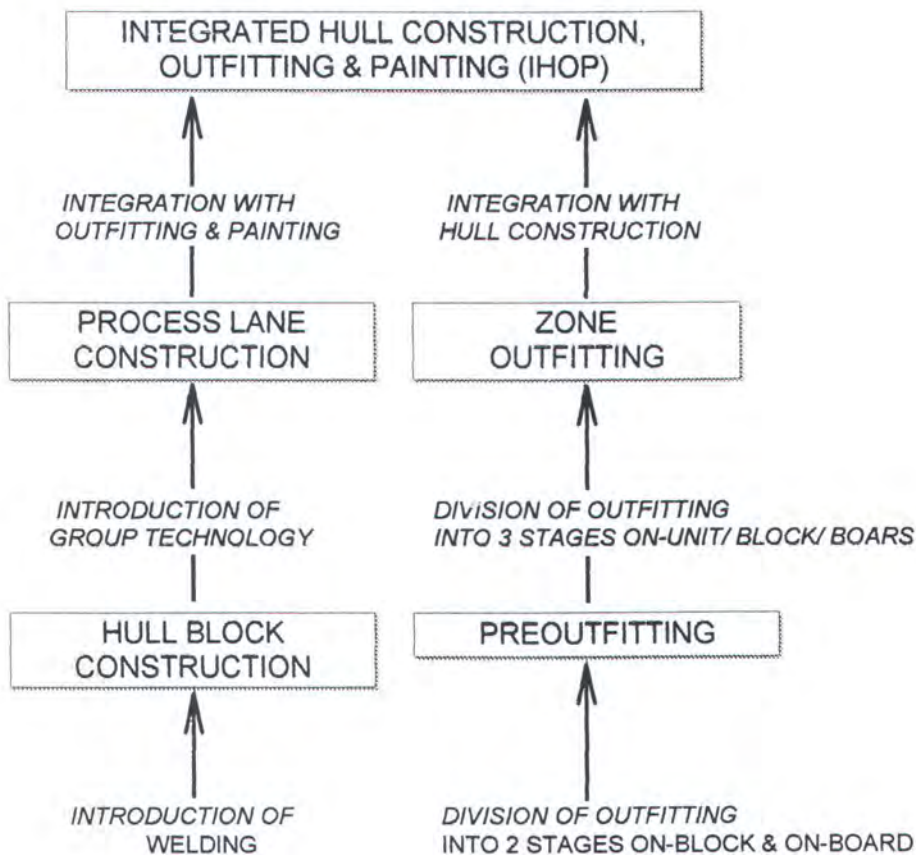 INTEGRATED HULL CONSTRUCTION,
OUTFITTING & PAINTING (IHOP)
INTEGRATION WITH
OUTFITTING & PAINTING
INTEGRATION WITH
HULL CONSTRUCTION
PROCESS LANE
CONSTRUCTION
ZONE
OUTFITTING
INTRODUCTION OF
GROUP TECHNOLOGY
DIVISION OF OUTFITTING
INTO 3 STAGES ON-UNIT/ BLOCK/ BOARS
HULL BLOCK
CONSTRUCTION
PREOUTFITTING
INTRODUCTION OF
WELDING
DIVISION OF OUTFITTING
INTO 2 STAGES ON-BLOCK & ON-BOARD